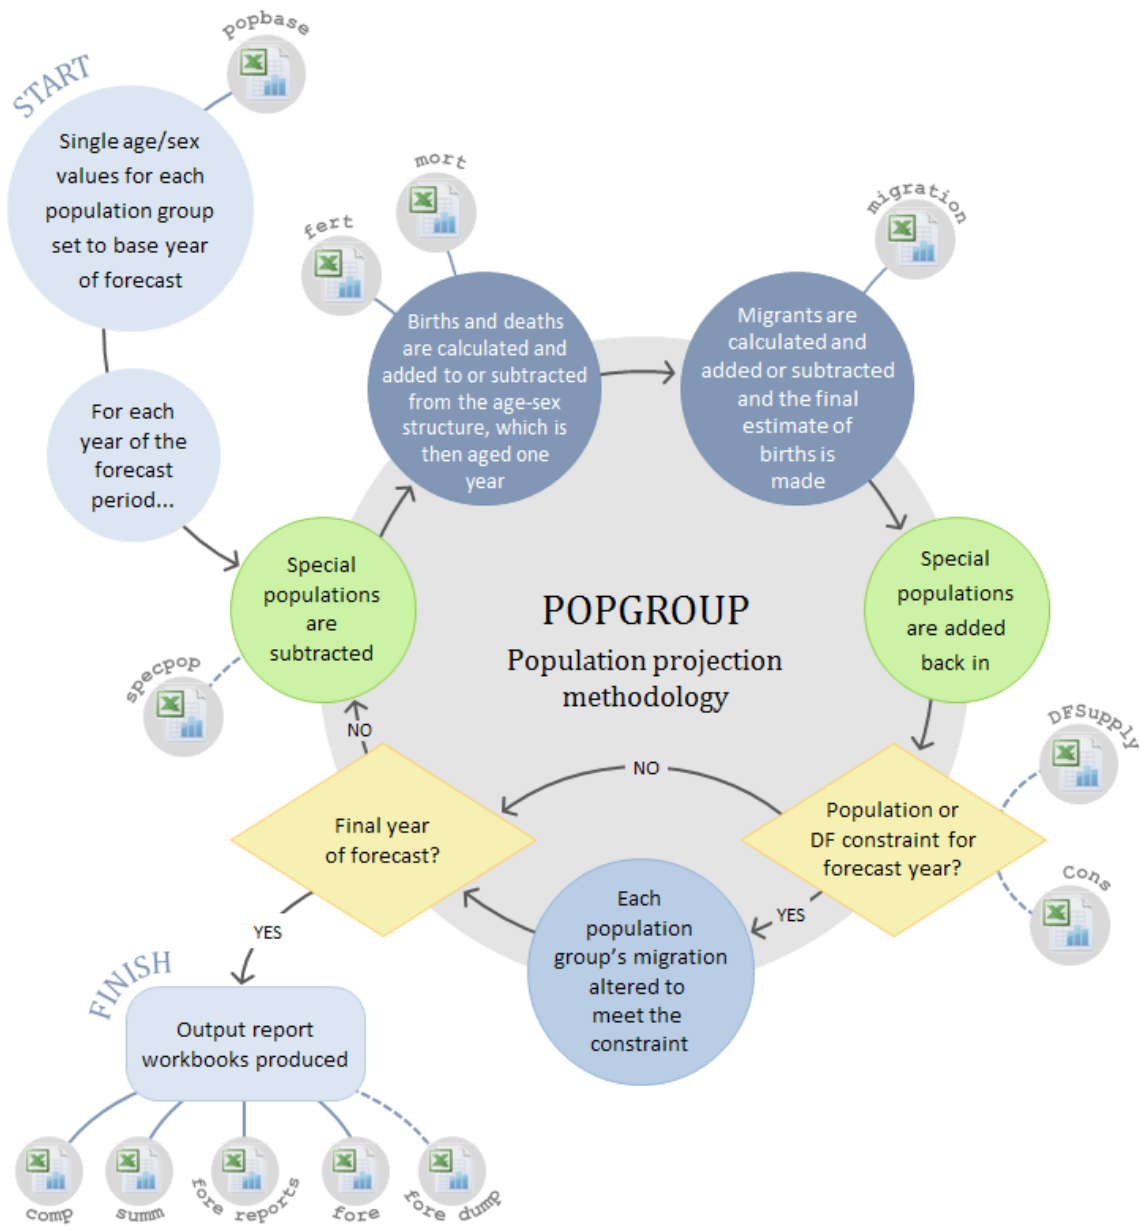 popbase
START
Single age/sex
values for each
population group
set to base year
of forecast
For each
year of the
forecast
period...
mort
fert
Births and deaths
are calculated and
added to or subtracted
from the age-sex
structure, which is
then aged one
year
migration
Migrants are
calculated and
added or subtracted
and the final
estimate of
births is
made
Special
populations
are
subtracted
specpop
POPGROUP
Population projection
methodology
Special
populations
are added
back in
DFSupply
Population or
DF constraint for
forecast year?
Cons
NO
NO
YES
Final year
of forecast?
Each
population
group's migration
altered to
meet the
constraint
YES
FINISH
Output report
workbooks produced
comp
summ
fore reports
fore
fore dump